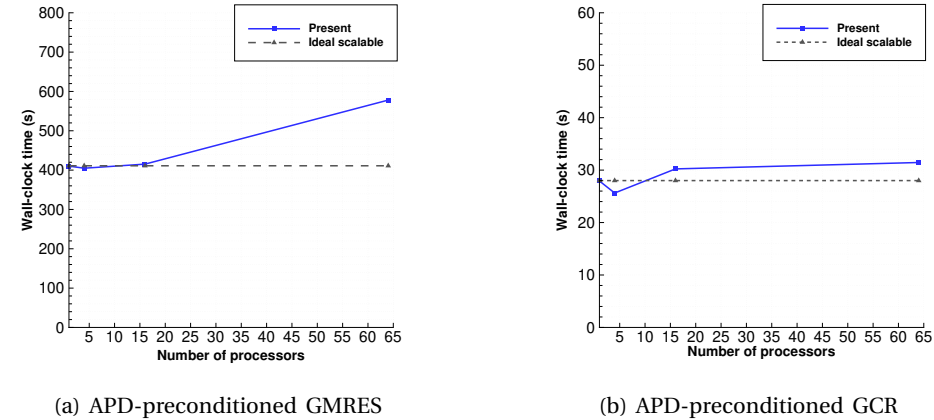 Present
Ideal scalable
Wall-clock time (s)
800
700
600
500
400
300
200
100
0
5 10 15 20 25 30 35 40 45 50 55 60 65
Number of processors
(a) APD-preconditioned GMRES
Present
Ideal scalable
Wall-clock time (s)
60
50
40
30
20
10
0
5 10 15 20 25 30 35 40 45 50 55 60 65
Number of processors
(b) APD-preconditioned GCR